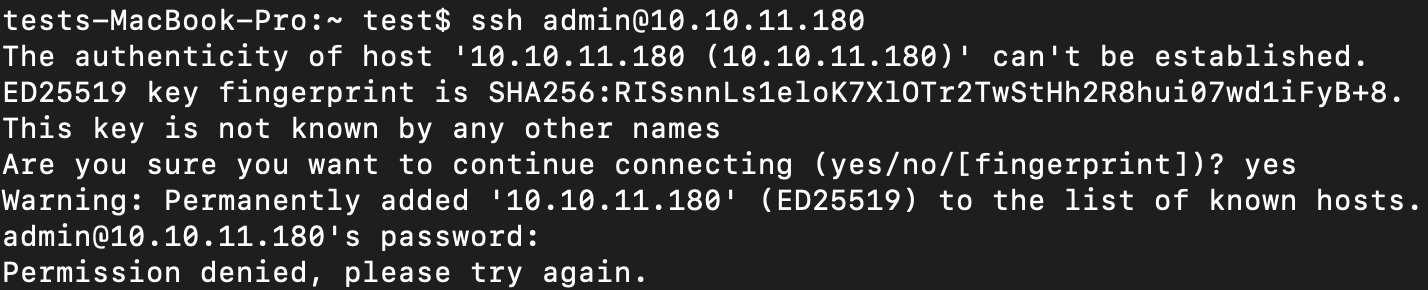 tests-MacBook-Pro:~ test$ ssh admin@10.10.11.180
The authenticity of host '10.10.11.180 (10.10.11.180)' can't be established.
ED25519 key fingerprint is SHA256:RISsnnLs1eloK7XlOTr2TwStHh2R8hui07wd1iFyB+8.
This key is not known by any other names
Are you sure you want to continue connecting (yes/no/[fingerprint])? yes
Warning: Permanently added '10.10.11.180' (ED25519) to the list of known hosts.
admin@10.10.11.180's password:
Permission denied, please try again.